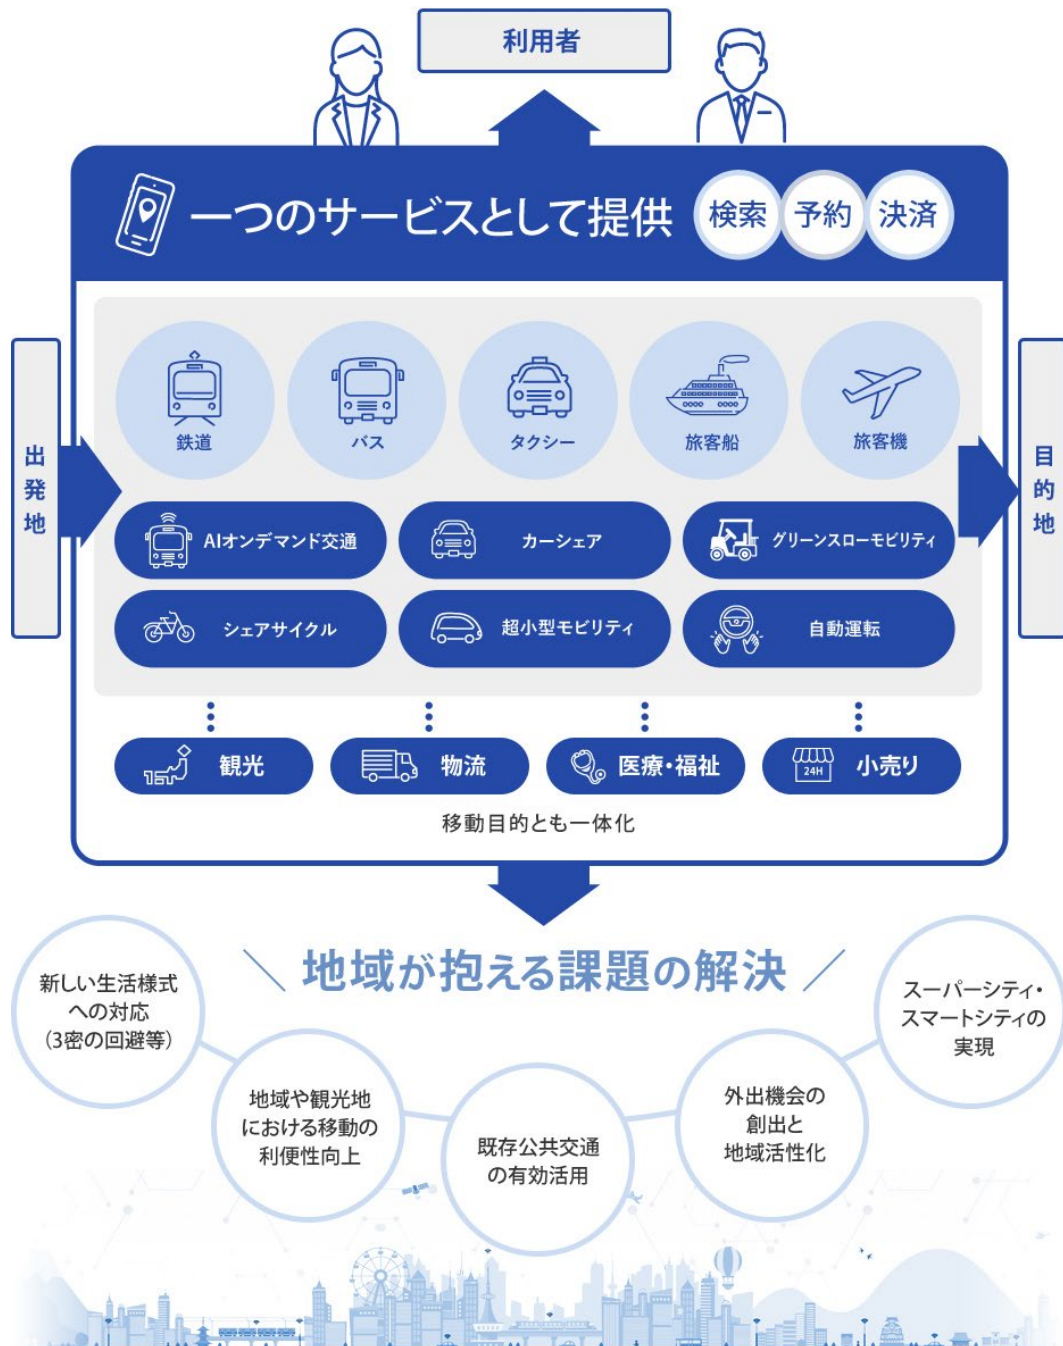 利用者
一つのサービスとして提供
検索
予約
決済
出発地
目的地
鉄道
バス
タクシー
旅客船
旅客機
AIオンデマンド交通
カーシェア
グリーンスローモビリティ
シェアサイクル
超小型モビリティ
自動運転
観光
物流
医療・福祉
24H
小売り
移動目的とも一体化
地域が抱える課題の解決
新しい生活様式
への対応
（3密の回避等）
地域や観光地
における移動の
利便性向上
既存公共交通
の有効活用
外出機会の
創出と
地域活性化
スーパーシティ・
スマートシティの
実現